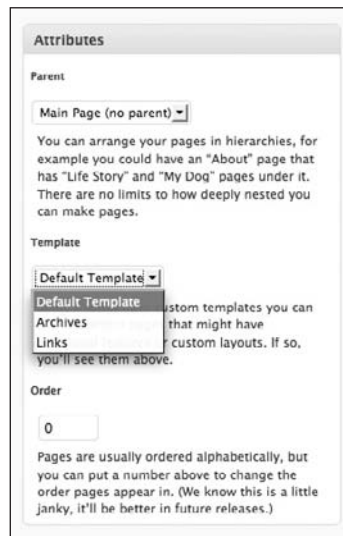 Attributes
Parent
Main Page (no parent)
You can arrange your pages in hierarchies, for
example you could have an "About" page that
has "Life Story" and "My Dog" pages under it.
There are no limits to how deeply nested you
can make pages.
Template
Default Template
Default Template
Archives
Links
ustom templates you can
that might have
r custom layouts. If so,
you'll see them above.
Order
0
Pages are usually ordered alphabetically, but
you can put a number above to change the
order pages appear in. (We know this is a little
janky, it'll be better in future releases.)